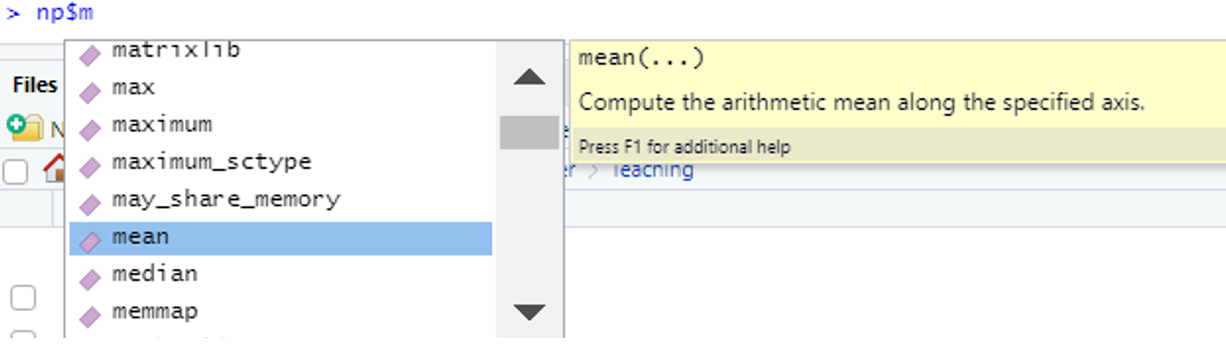 > np$m
matrixlib
max
maximum
maximum_sctype
may_share_memory
mean
median
memmap
mean(...)
Compute the arithmetic mean along the specified axis.
Press F1 for additional help
Files
N
Teaching